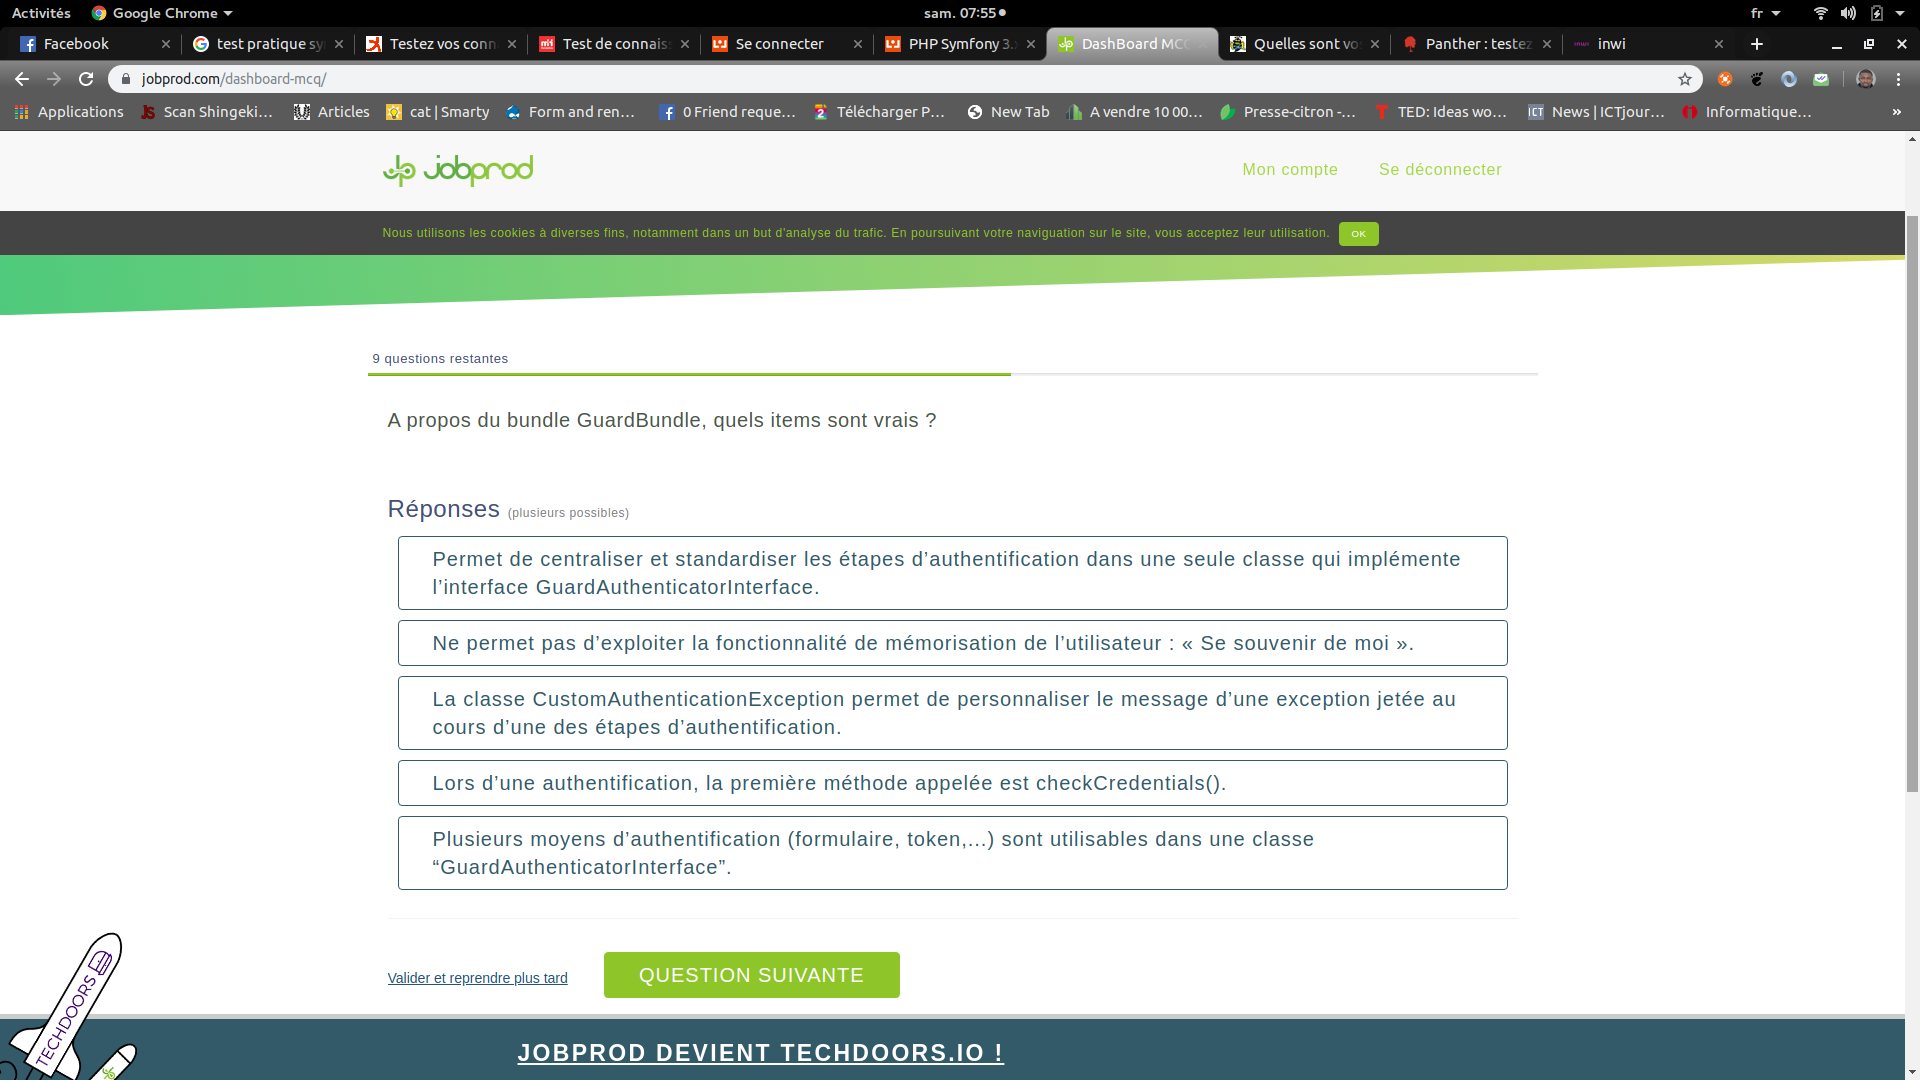 Activités
Google Chrome
sam. 07:55
fr
Facebook
test pratique sy
Testez vos conn
Test de connais
Se connecter
PHP Symfony 3.
DashBoard MC
Quelles sont vo
Panther : testez
inwi
jobprod.com/dashboard-mcq/
Applications
Scan Shingeki...
Articles
cat | Smarty
Form and ren...
0 Friend reque...
Télécharger P...
New Tab
A vendre 10 00...
Presse-citron -...
TED: Ideas wo...
News | ICTjour...
Informatique...
»
jobprod
Mon compte
Se déconnecter
Nous utilisons les cookies à diverses fins, notamment dans un but d'analyse du trafic. En poursuivant votre naviguation sur le site, vous acceptez leur utilisation.
OK
9 questions restantes
A propos du bundle GuardBundle, quels items sont vrais ?
Réponses (plusieurs possibles)
Permet de centraliser et standardiser les étapes d’authentification dans une seule classe qui implémente
l’interface GuardAuthenticatorInterface.
Ne permet pas d’exploiter la fonctionnalité de mémorisation de l’utilisateur : « Se souvenir de moi ».
La classe CustomAuthenticationException permet de personnaliser le message d’une exception jetée au
cours d’une des étapes d’authentification.
Lors d’une authentification, la première méthode appelée est checkCredentials().
Plusieurs moyens d’authentification (formulaire, token,...) sont utilisables dans une classe
“GuardAuthenticatorInterface”.
Valider et reprendre plus tard
QUESTION SUIVANTE
TECHDOORS
JOBPROD DEVIENT TECHDOORS.IO !